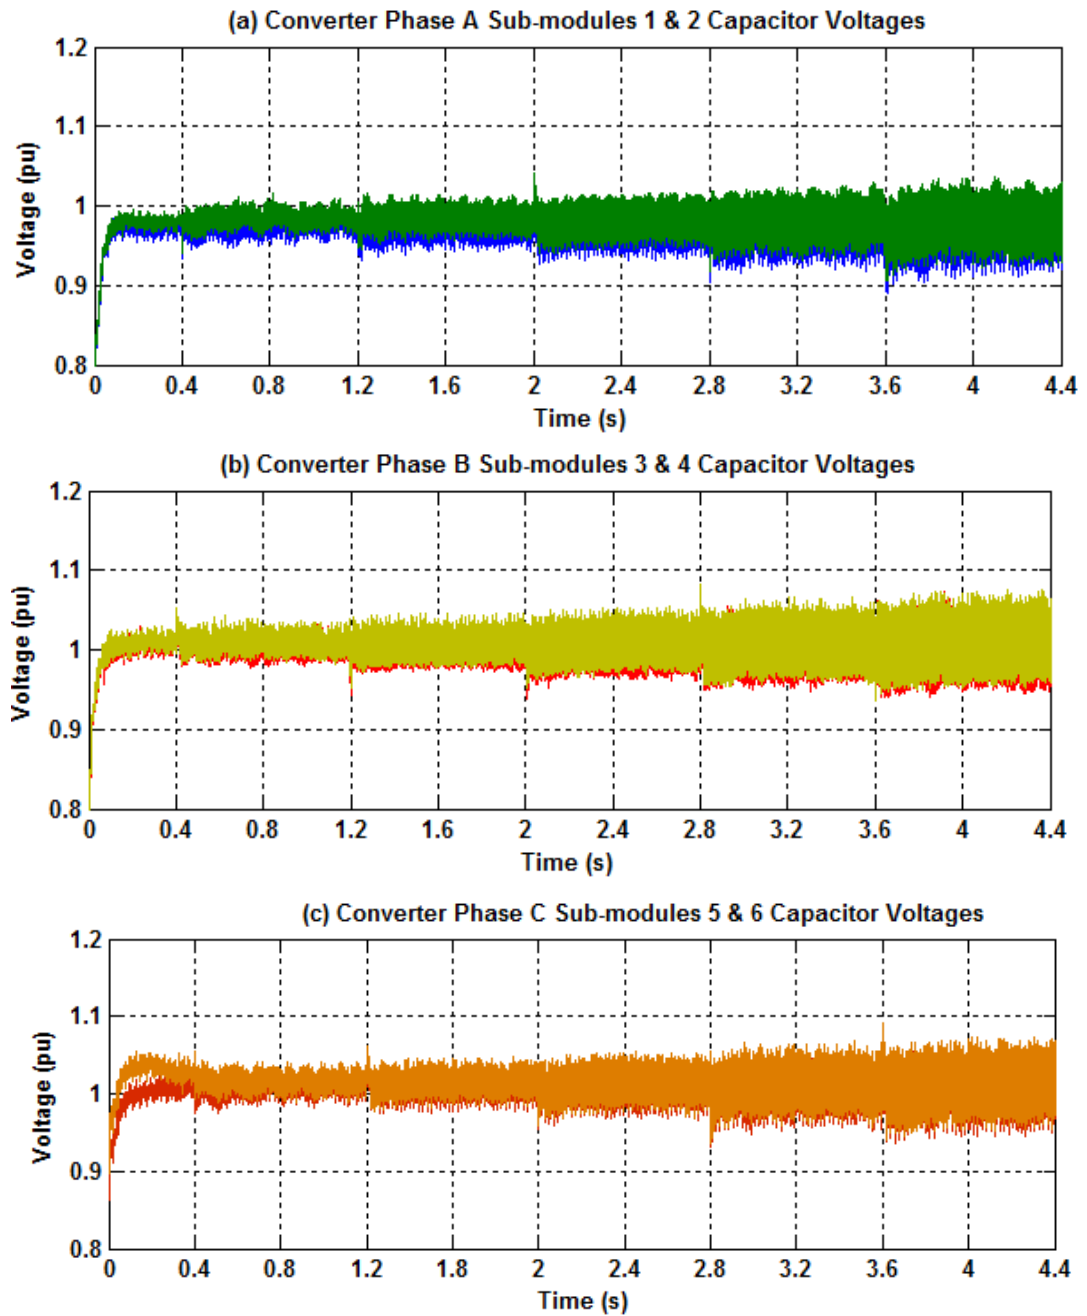 (a) Converter Phase A Sub-modules 1 & 2 Capacitor Voltages
1.2
1.1
1
0.9
0.8
Voltage (pu)
0 0.4 0.8 1.2 1.6 2 2.4 2.8 3.2 3.6 4 4.4
Time (s)
(b) Converter Phase B Sub-modules 3 & 4 Capacitor Voltages
1.2
1.1
1
0.9
0.8
Voltage (pu)
0 0.4 0.8 1.2 1.6 2 2.4 2.8 3.2 3.6 4 4.4
Time (s)
(c) Converter Phase C Sub-modules 5 & 6 Capacitor Voltages
1.2
1.1
1
0.9
0.8
Voltage (pu)
0 0.4 0.8 1.2 1.6 2 2.4 2.8 3.2 3.6 4 4.4
Time (s)